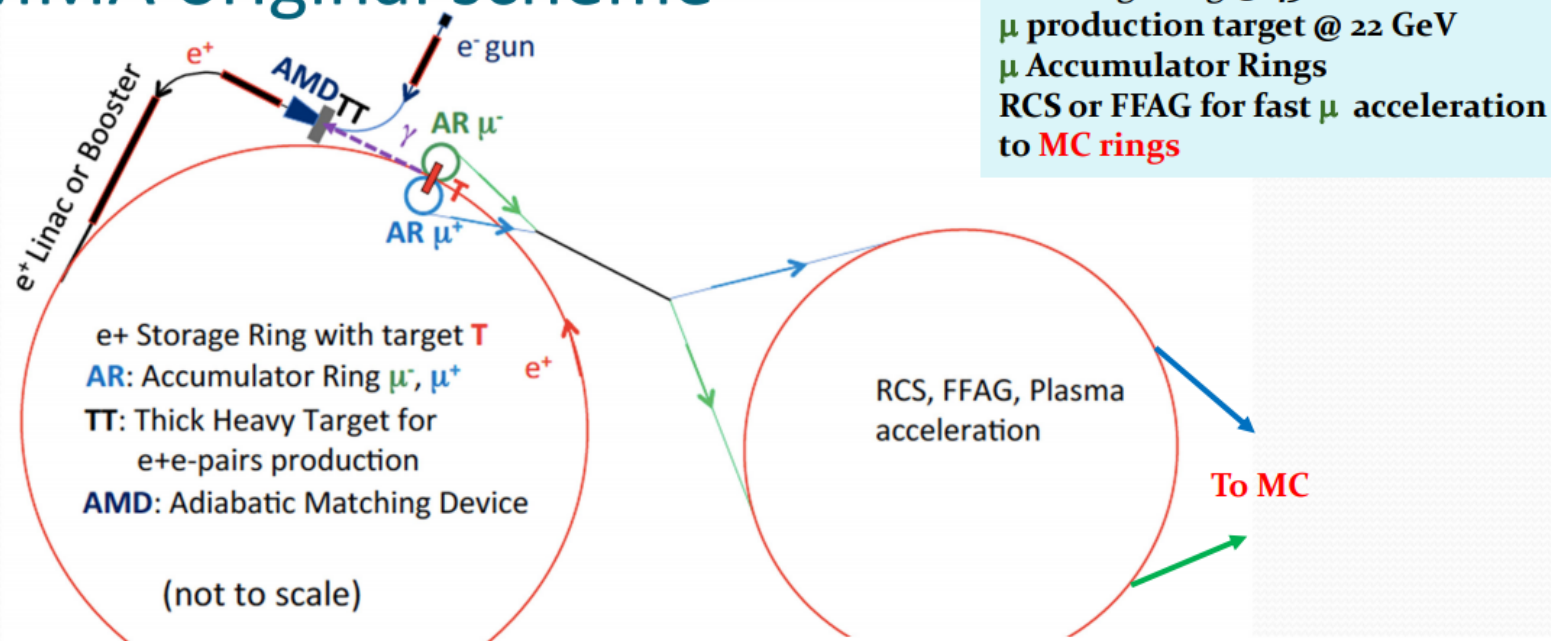 original scheme
μ production target @ 22 GeV
μ Accumulator Rings
RCS or FFAG for fast μ acceleration
to MC rings
e⁺
AMD
TT
e⁻ gun
γ
AR μ⁻
T
AR μ⁺
e⁺ Linac or Booster
e+ Storage Ring with target T
AR: Accumulator Ring μ⁻, μ⁺
TT: Thick Heavy Target for
e+e-pairs production
AMD: Adiabatic Matching Device
(not to scale)
e⁺
RCS, FFAG, Plasma
acceleration
To MC